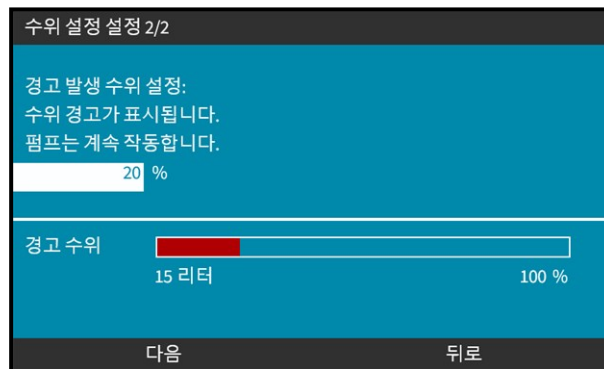 수위 설정 설정 2/2
경고 발생 수위 설정:
수위 경고가 표시됩니다.
펌프는 계속 작동합니다.
20 %
경고 수위
15 리터 100 %
다음 뒤로